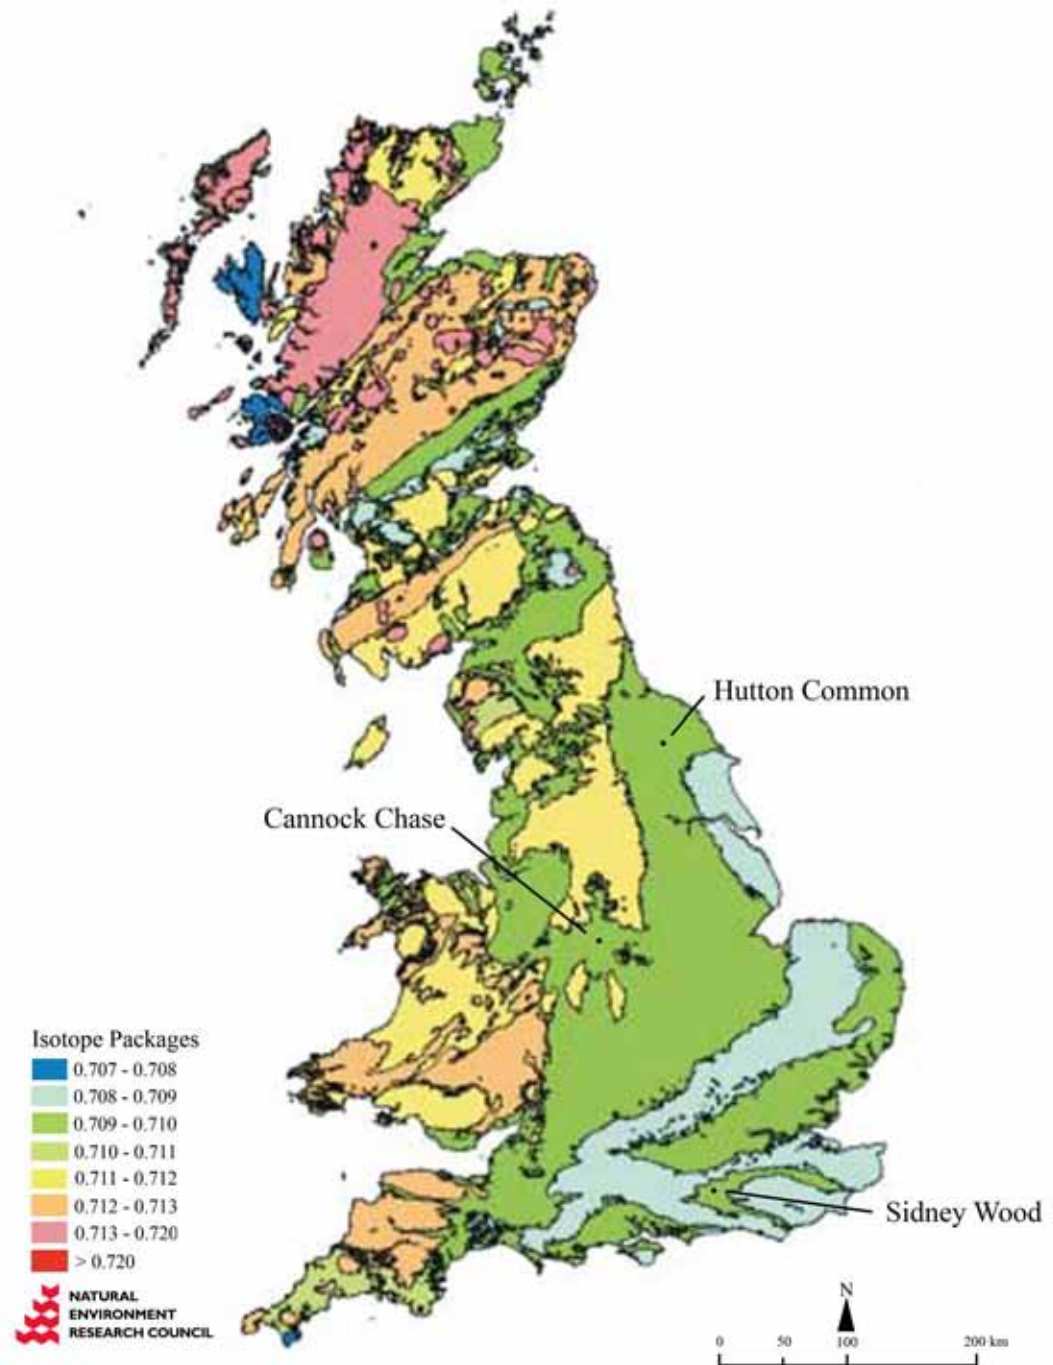 Hutton Common
Cannock Chase
Sidney Wood
Isotope Packages
0.707 - 0.708
0.708 - 0.709
0.709 - 0.710
0.710 - 0.711
0.711 - 0.712
0.712 - 0.713
0.713 - 0.720
> 0.720
NATURAL
ENVIRONMENT
RESEARCH COUNCIL
N
0 50 100 200 km